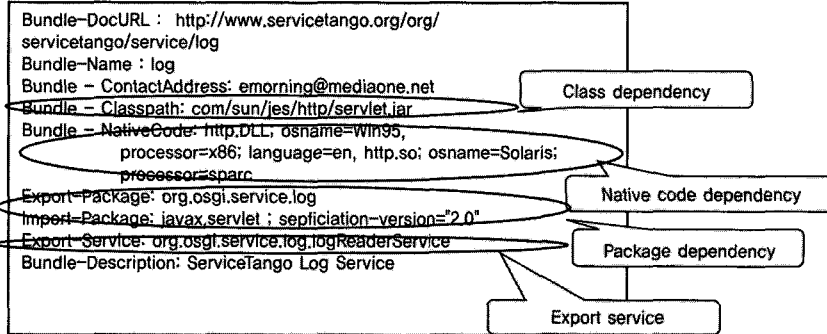 Bundle-DocURL : http://www.servicetango.org/org/
servicetango/service/log
Bundle-Name : log
Bundle - ContactAddress: emorning@mediaone.net
Bundle - Classpath: com/sun/jes/http/servlet.jar
Bundle - NativeCode: http.DLL; osname=Win95,
processor=x86; language=en, http.so; osname=Solaris;
processor=sparc
Export-Package: org.osgi.service.log
Import-Package: javax.servlet ; sepficiation-version="2.0"
Export-Service: org.osgi.service.log.logReaderService
Bundle-Description: ServiceTango Log Service
Class dependency
Native code dependency
Package dependency
Export service